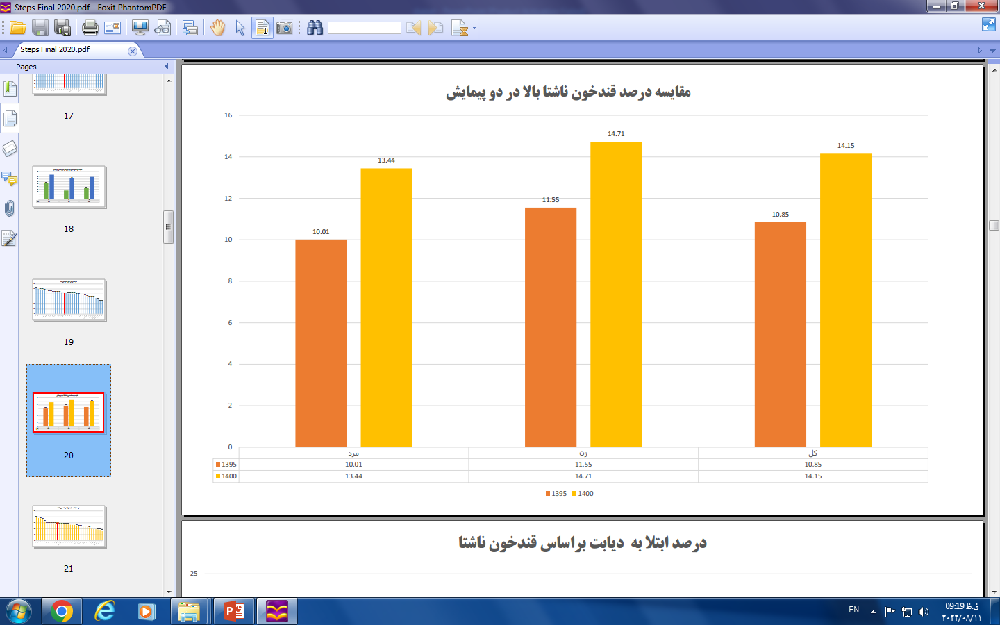 Steps Final 2020.pdf - Foxit PhantomPDF
Steps Final 2020.pdf
Pages
17
18
19
20
21
مقایسه درصد قندخون ناشتا بالا در دو پیمایش
16
14
12
10
8
6
4
2
0
10.01
13.44
11.55
14.71
10.85
14.15
مرد زن کل
1395 10.01 11.55 10.85
1400 13.44 14.71 14.15
1395 1400
درصد ابتلا به دیابت براساس قندخون ناشتا
25
EN
09:19 ق.ظ
۲۰۲۲/۰۸/۱۱